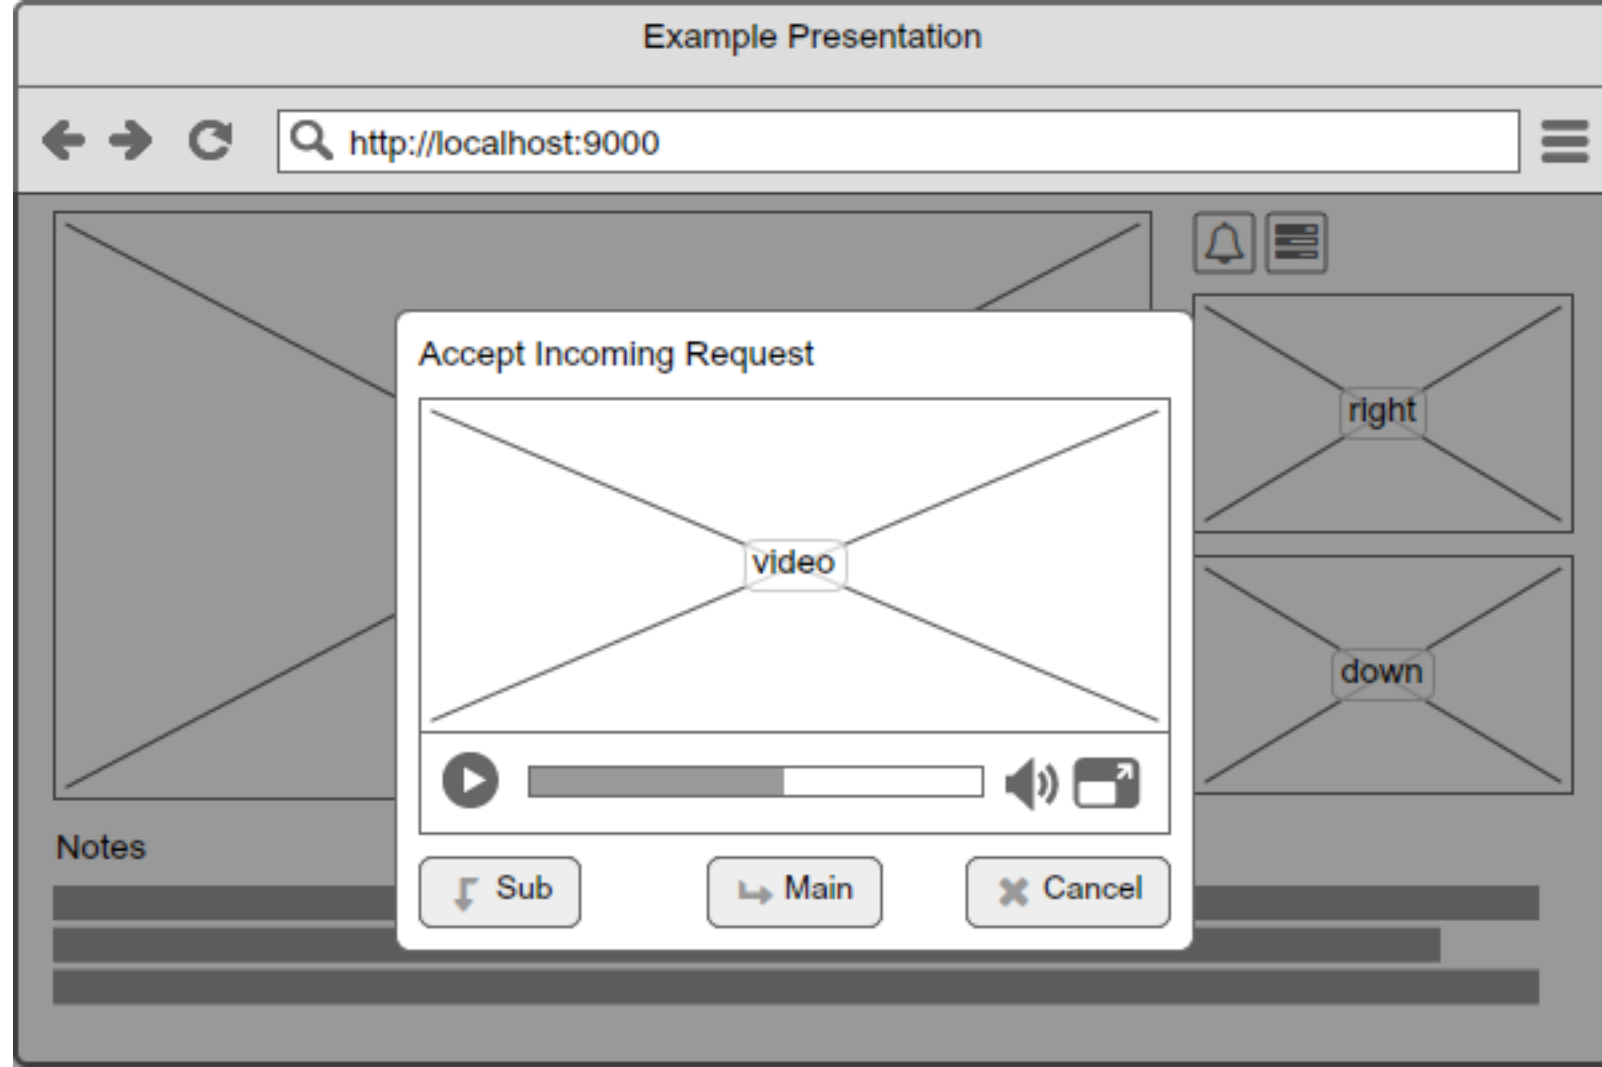 Example Presentation
http://localhost:9000
Accept Incoming Request
right
video
down
Notes
Sub
Main
Cancel